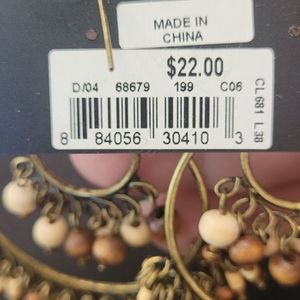 MADE IN
CHINA
$22.00
D/04 68679 199 C06
8 84056 30410 3
CL 681 L38